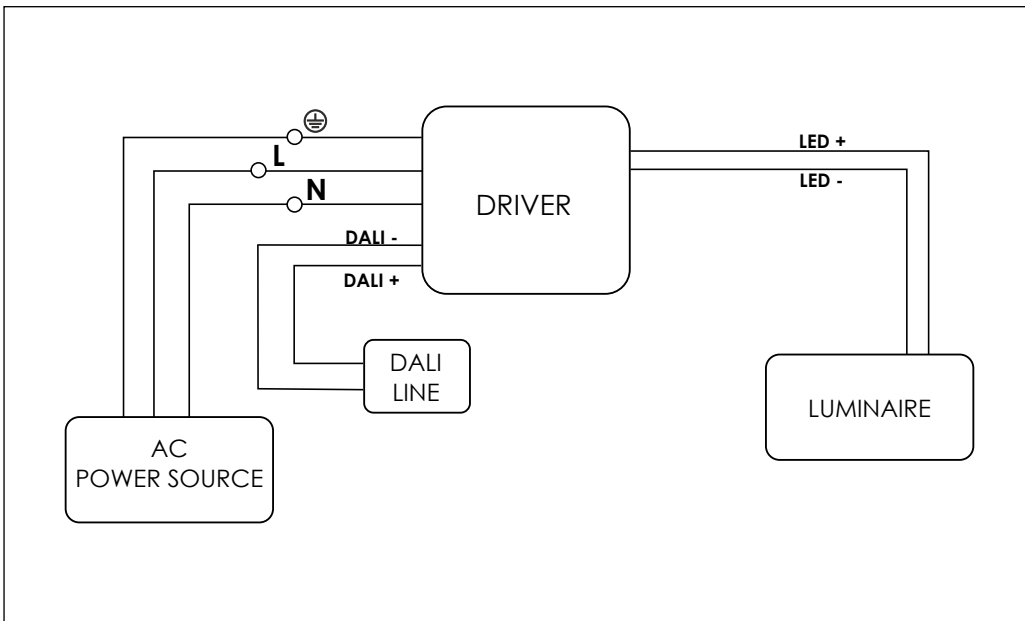 L
N
DRIVER
LED +
LED -
DALI -
DALI +
DALI
LINE
LUMINAIRE
AC
POWER SOURCE